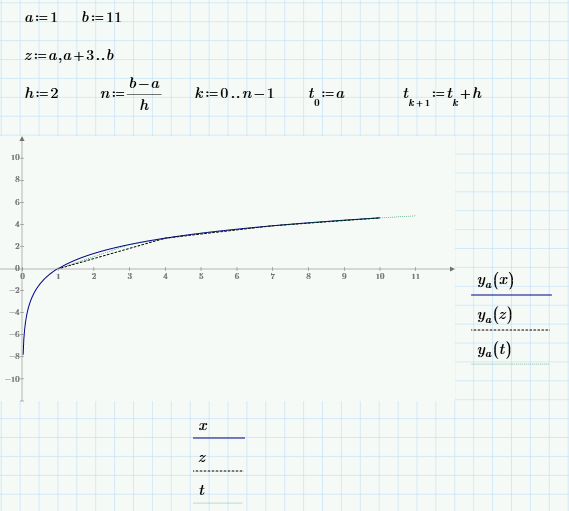 a:=1 b:=11
z:=a,a+3..b
h:=2 n:=(b−a)/h k:=0..n−1 t_0:=a t_{k+1}:=t_k+h
10
8
6
4
2
0
−2
−4
−6
−8
−10
0 1 2 3 4 5 6 7 8 9 10 11
y_a(x)
y_a(z)
y_a(t)
x
z
t